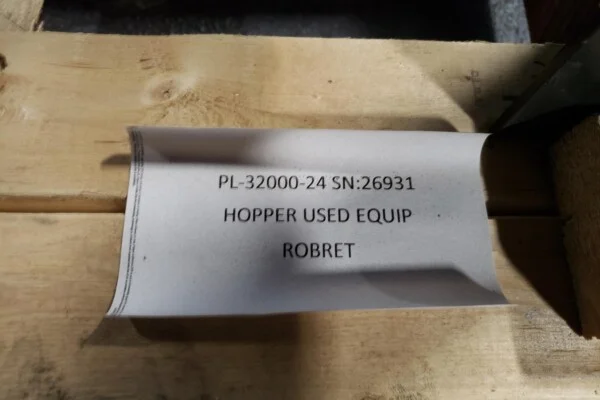 PL-32000-24 SN:26931
HOPPER USED EQUIP
ROBRET